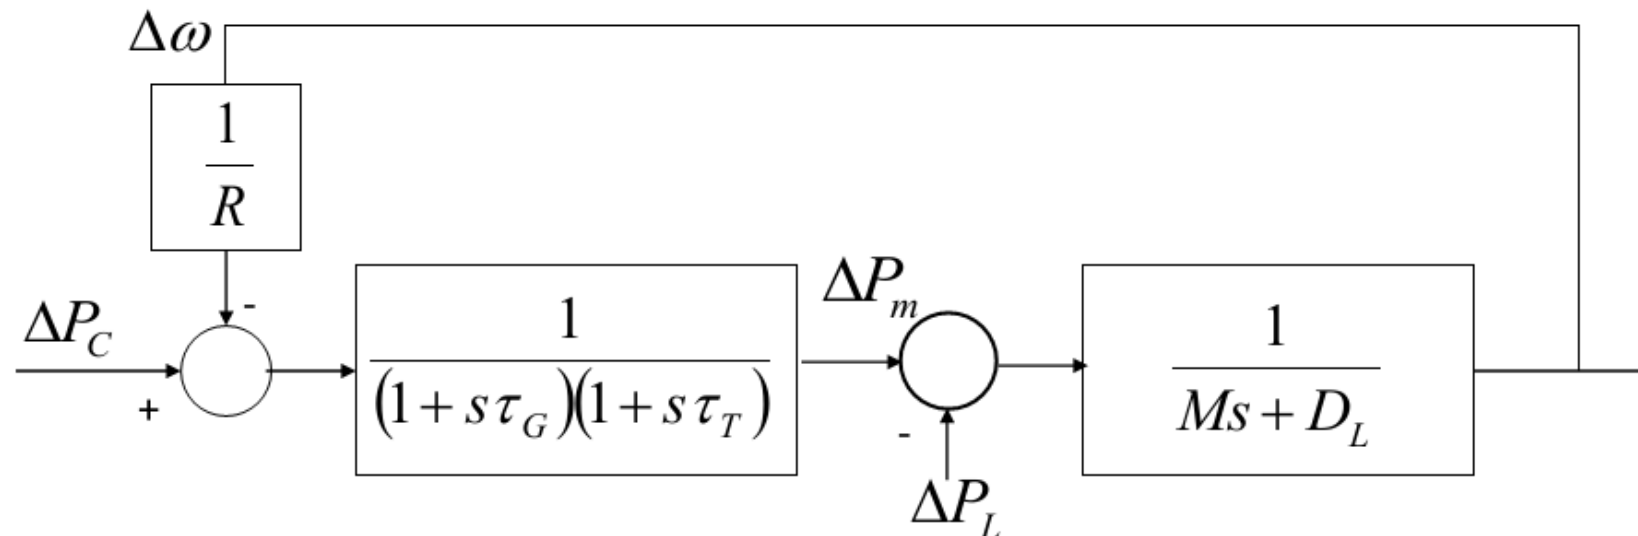 Δω
1
R
-
ΔP_C
+
1
(1 + sτ_G)(1 + sτ_T)
ΔP_m
-
ΔP_L
1
Ms + D_L